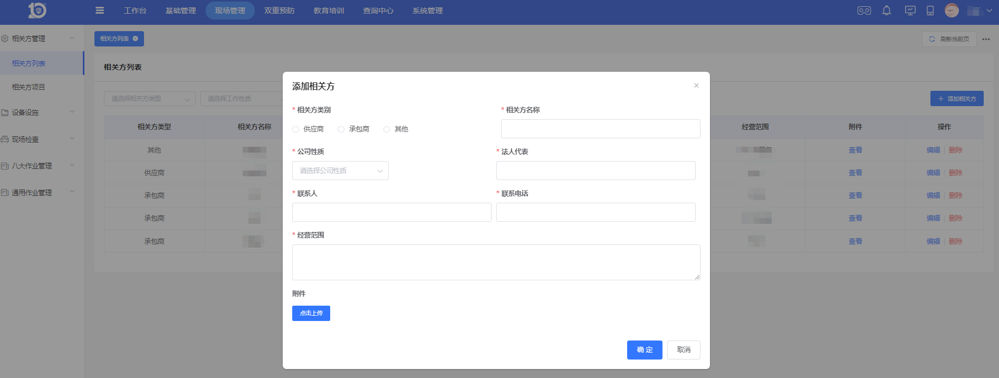 工作台 基础管理 现场管理 双重预防 教育培训 查询中心 系统管理
相关方管理
相关方列表
相关方项目
设备设施
现场检查
八大作业管理
通用作业管理
相关方列表 刷新当前页
相关方列表
请选择相关方类型 请选择工作性质 + 添加相关方
相关方类型 相关方名称 经营范围 附件 操作
其他 查看 编辑 删除
供应商 查看 编辑 删除
承包商 查看 编辑 删除
承包商 查看 编辑 删除
承包商 查看 编辑 删除
添加相关方
* 相关方类别 * 相关方名称
供应商 承包商 其他
* 公司性质 * 法人代表
请选择公司性质
* 联系人 * 联系电话
* 经营范围
附件
点击上传
确 定 取消